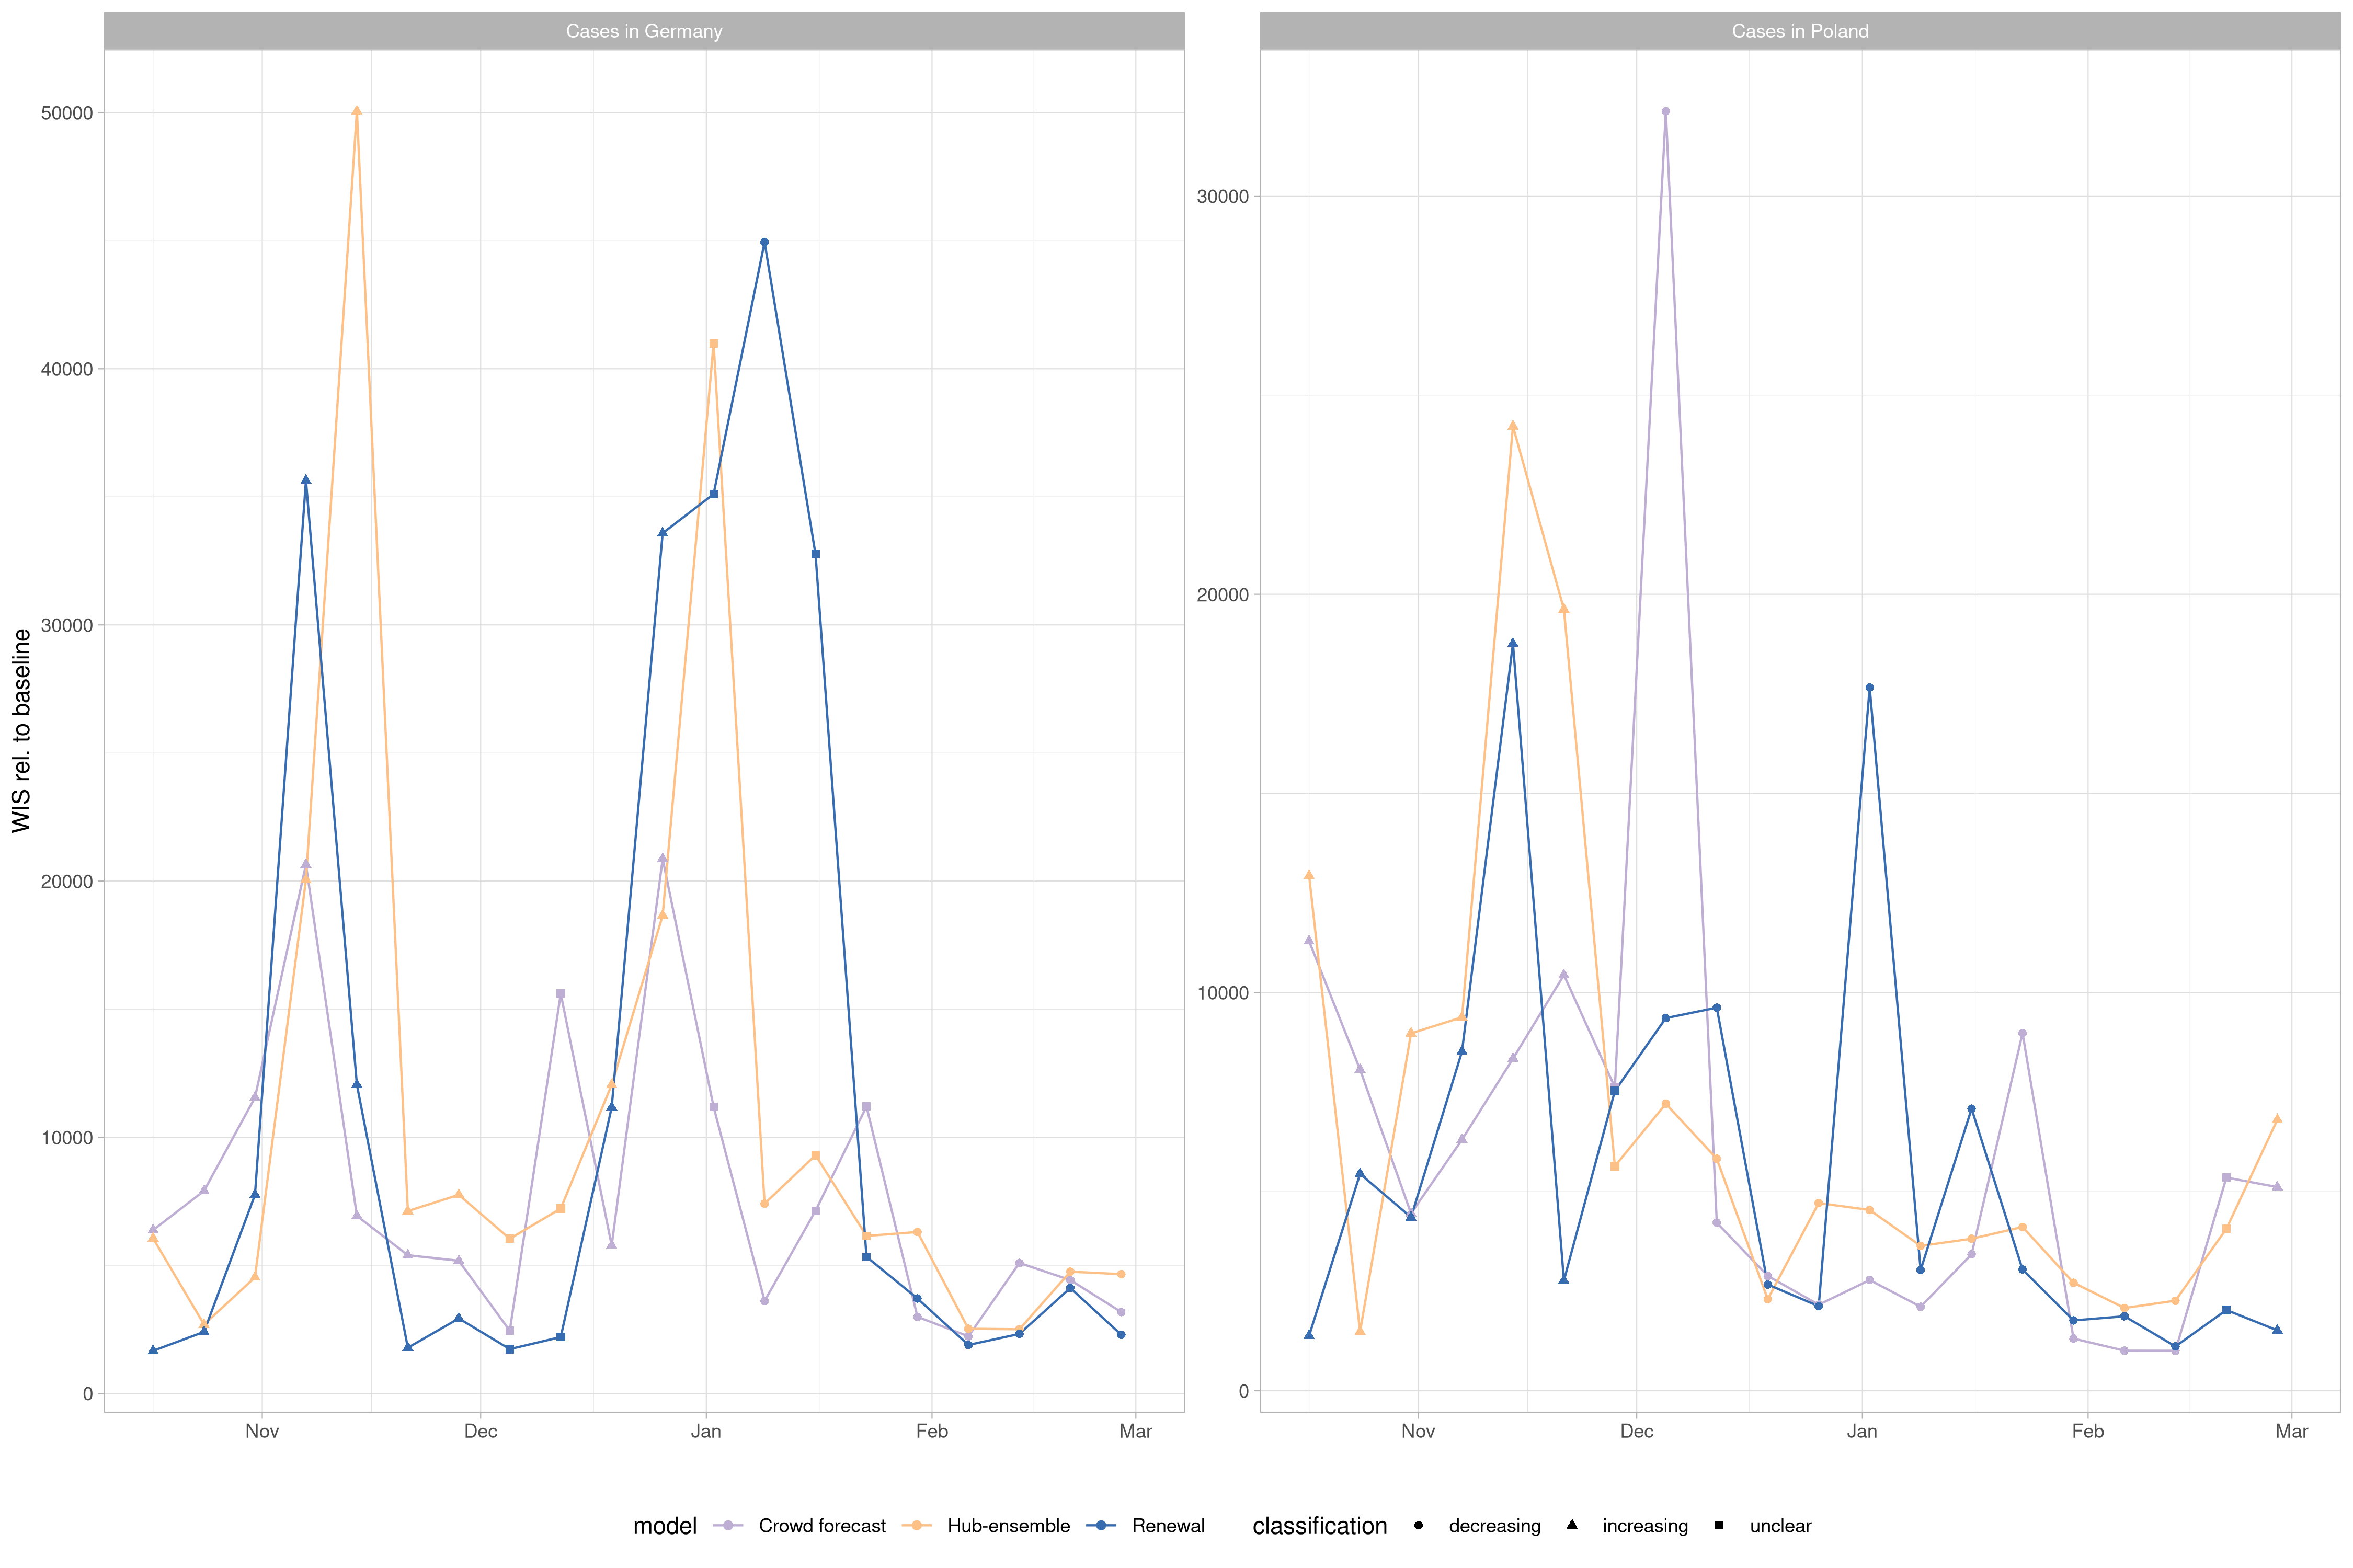 Cases in Germany
Cases in Poland
WIS rel. to baseline
50000
40000
30000
20000
10000
0
30000
20000
10000
0
Nov Dec Jan Feb Mar
Nov Dec Jan Feb Mar
model Crowd forecast Hub-ensemble Renewal classification decreasing increasing unclear